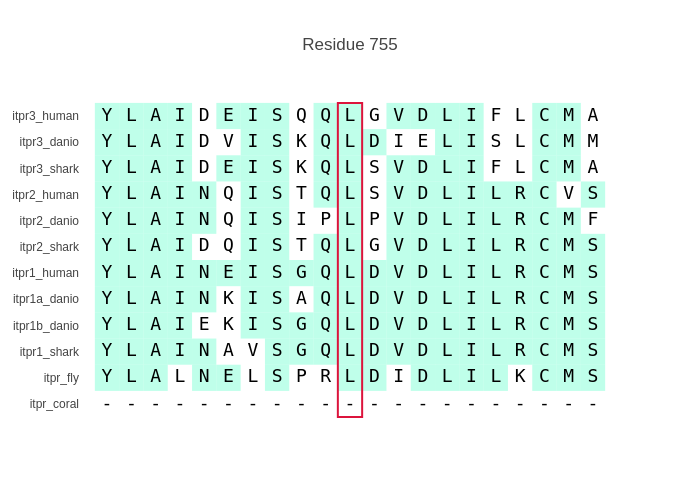 Residue 755
itpr3_human Y L A I D E I S Q Q L G V D L I F L C M A
itpr3_danio Y L A I D V I S K Q L D I E L I S L C M M
itpr3_shark Y L A I D E I S K Q L S V D L I F L C M A
itpr2_human Y L A I N Q I S T Q L S V D L I L R C V S
itpr2_danio Y L A I N Q I S I P L P V D L I L R C M F
itpr2_shark Y L A I D Q I S T Q L G V D L I L R C M S
itpr1_human Y L A I N E I S G Q L D V D L I L R C M S
itpr1a_danio Y L A I N K I S A Q L D V D L I L R C M S
itpr1b_danio Y L A I E K I S G Q L D V D L I L R C M S
itpr1_shark Y L A I N A V S G Q L D V D L I L R C M S
itpr_fly Y L A L N E L S P R L D I D L I L K C M S
itpr_coral - - - - - - - - - - - - - - - - - - - - -